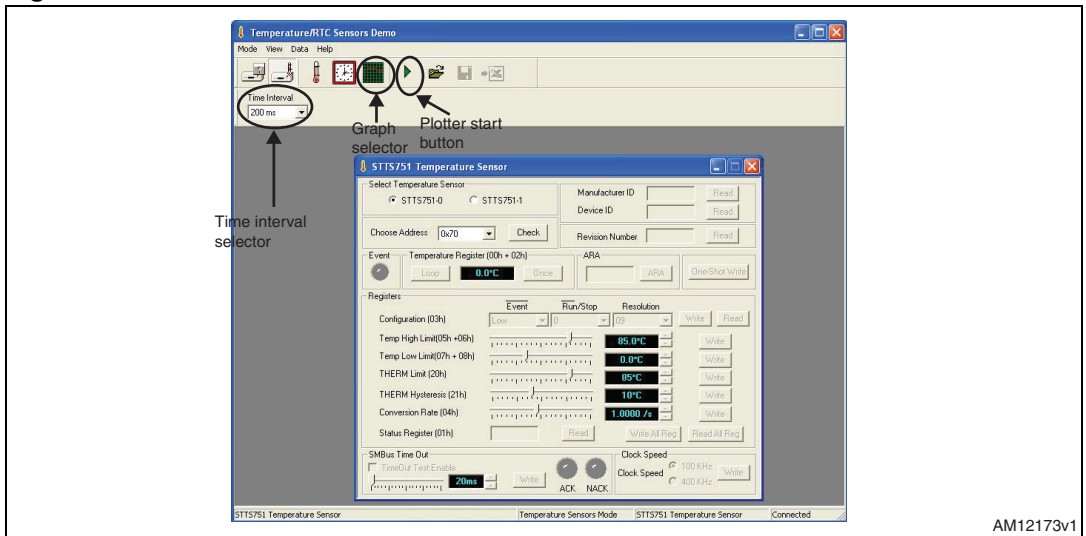 Temperature/RTC Sensors Demo
Mode View Data Help
Time Interval
200 ms
Graph selector
Plotter start button
Time interval selector
STTS751 Temperature Sensor
Select Temperature Sensor
STTS751-0 STTS751-1
Manufacturer ID Read
Device ID Read
Choose Address 0x70 Check
Revision Number Read
Event
Temperature Register (00h + 02h)
Loop 0.0°C Once
ARA
ARA
One Shot Write
Registers
Event Run/Stop Resolution
Configuration (03h) Low 0 09 Write Read
Temp High Limit(05h +06h) 85.0°C Write
Temp Low Limit(07h + 08h) 0.0°C Write
THERM Limit (20h) 85°C Write
THERM Hysteresis (21h) 10°C Write
Conversion Rate (04h) 1.0000 /s Write
Status Register (01h) Read Write All Reg Read All Reg
SMBus Time Out
TimeOut Test Enable
20ms Write
ACK NACK
Clock Speed
Clock Speed 100 KHz 400 KHz Write
STTS751 Temperature Sensor Temperature Sensors Mode STTS751 Temperature Sensor Connected
AM12173v1